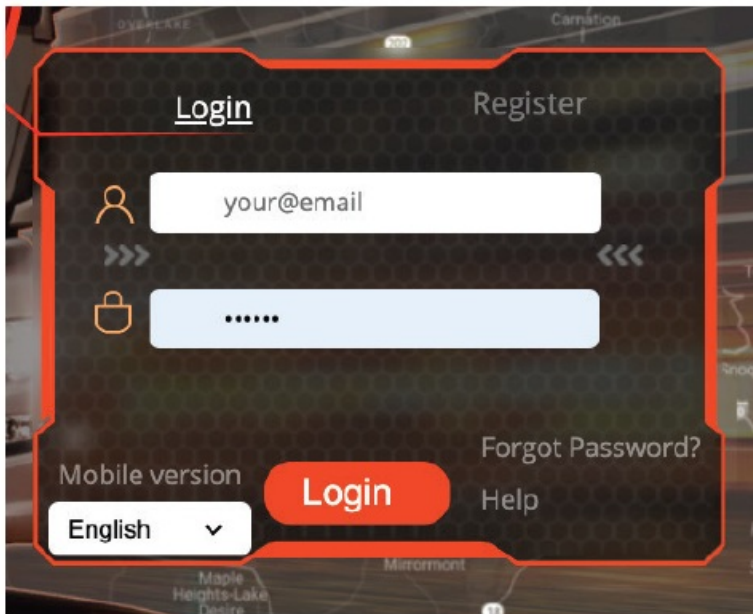 OVERLAKE
Carnation
202
Login
Register
your@email
••••••
Forgot Password?
Mobile version
Login
Help
English
Mirrormont
Maple
Heights-Lake
Desire
18